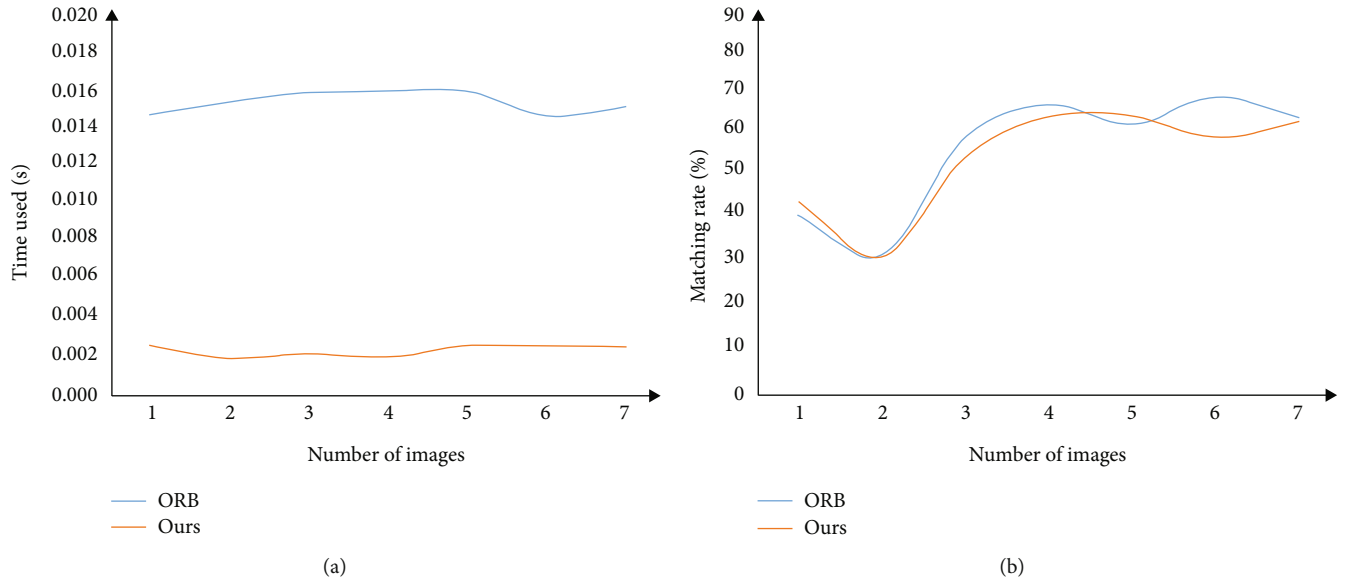 0.020
0.018
0.016
0.014
0.012
0.010
0.008
0.006
0.004
0.002
0.000
Time used (s)
1 2 3 4 5 6 7
Number of images
ORB
Ours
(a)
90
80
70
60
50
40
30
20
10
0
Matching rate (%)
1 2 3 4 5 6 7
Number of images
ORB
Ours
(b)